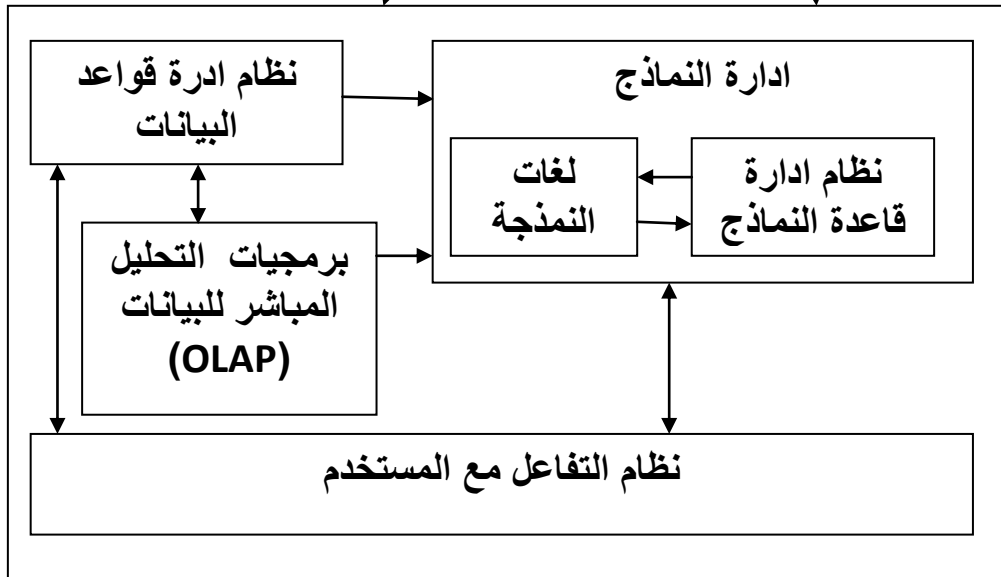 نظام ادرة قواعد
البيانات
ادارة النماذج
لغات
النمذجة
نظام ادارة
قاعدة النماذج
برمجيات التحليل
المباشر للبيانات
(OLAP)
نظام التفاعل مع المستخدم